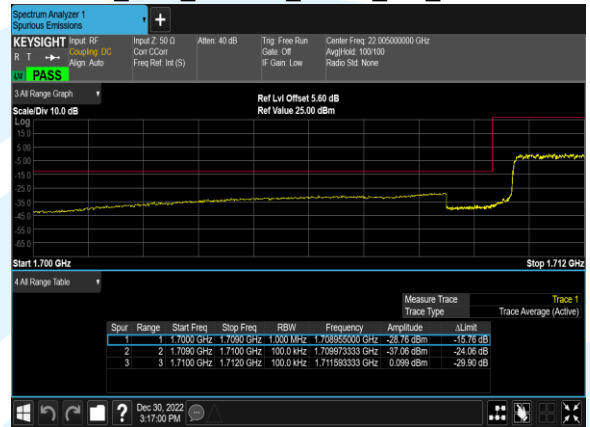 Spectrum Analyzer 1
Spurious Emissions
KEYSIGHT Input: RF Input Z: 50 Ω Atten: 40 dB Trig: Free Run Center Freq: 22.005000000 GHz
R T Coupling: DC Corr CCorr Gate: Off Avg|Hold: 100/100
Align: Auto Freq Ref: Int (S) IF Gain: Low Radio Std: None
PASS
3 All Range Graph
Ref Lvl Offset 5.60 dB
Scale/Div 10.0 dB Ref Value 25.00 dBm
Log
15.0
5.00
-5.00
-15.0
-25.0
-35.0
-45.0
-55.0
-65.0
Start 1.700 GHz Stop 1.712 GHz
4 All Range Table
Measure Trace Trace 1
Trace Type Trace Average (Active)
Spur Range Start Freq Stop Freq RBW Frequency Amplitude ΔLimit
1 1 1.7000 GHz 1.7090 GHz 1.000 MHz 1.708955000 GHz -28.76 dBm -15.76 dB
2 2 1.7090 GHz 1.7100 GHz 100.0 kHz 1.709973333 GHz -37.06 dBm -24.06 dB
3 3 1.7100 GHz 1.7120 GHz 100.0 kHz 1.711593333 GHz 0.099 dBm -29.90 dB
Dec 30, 2022
3:17:00 PM